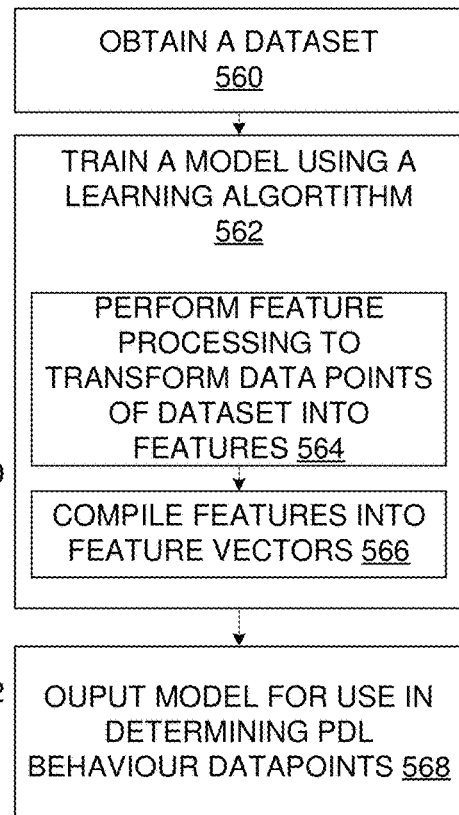 OBTAIN A DATASET
560
TRAIN A MODEL USING A
LEARNING ALGORTITHM
562
PERFORM FEATURE
PROCESSING TO
TRANSFORM DATA POINTS
OF DATASET INTO
FEATURES 564
COMPILE FEATURES INTO
FEATURE VECTORS 566
OUPUT MODEL FOR USE IN
DETERMINING PDL
BEHAVIOUR DATAPOINTS 568